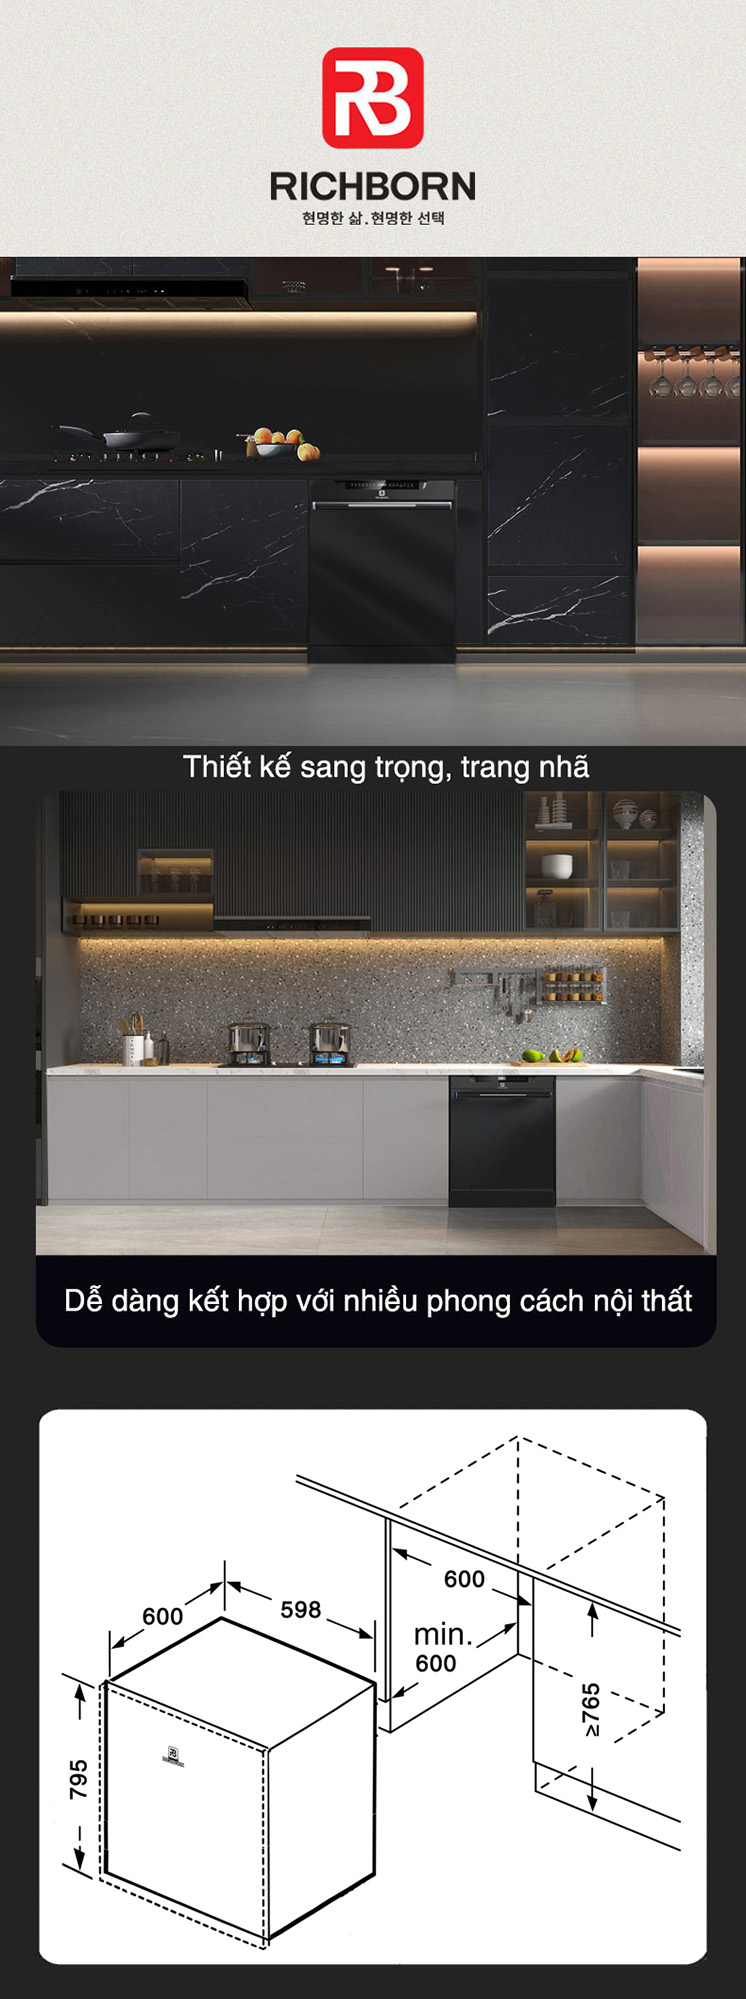 RB
RICHBORN
현명한 삶.현명한 선택
Thiết kế sang trọng, trang nhã
Dễ dàng kết hợp với nhiều phong cách nội thất
600
598
795
600
min.
600
≥765
RB